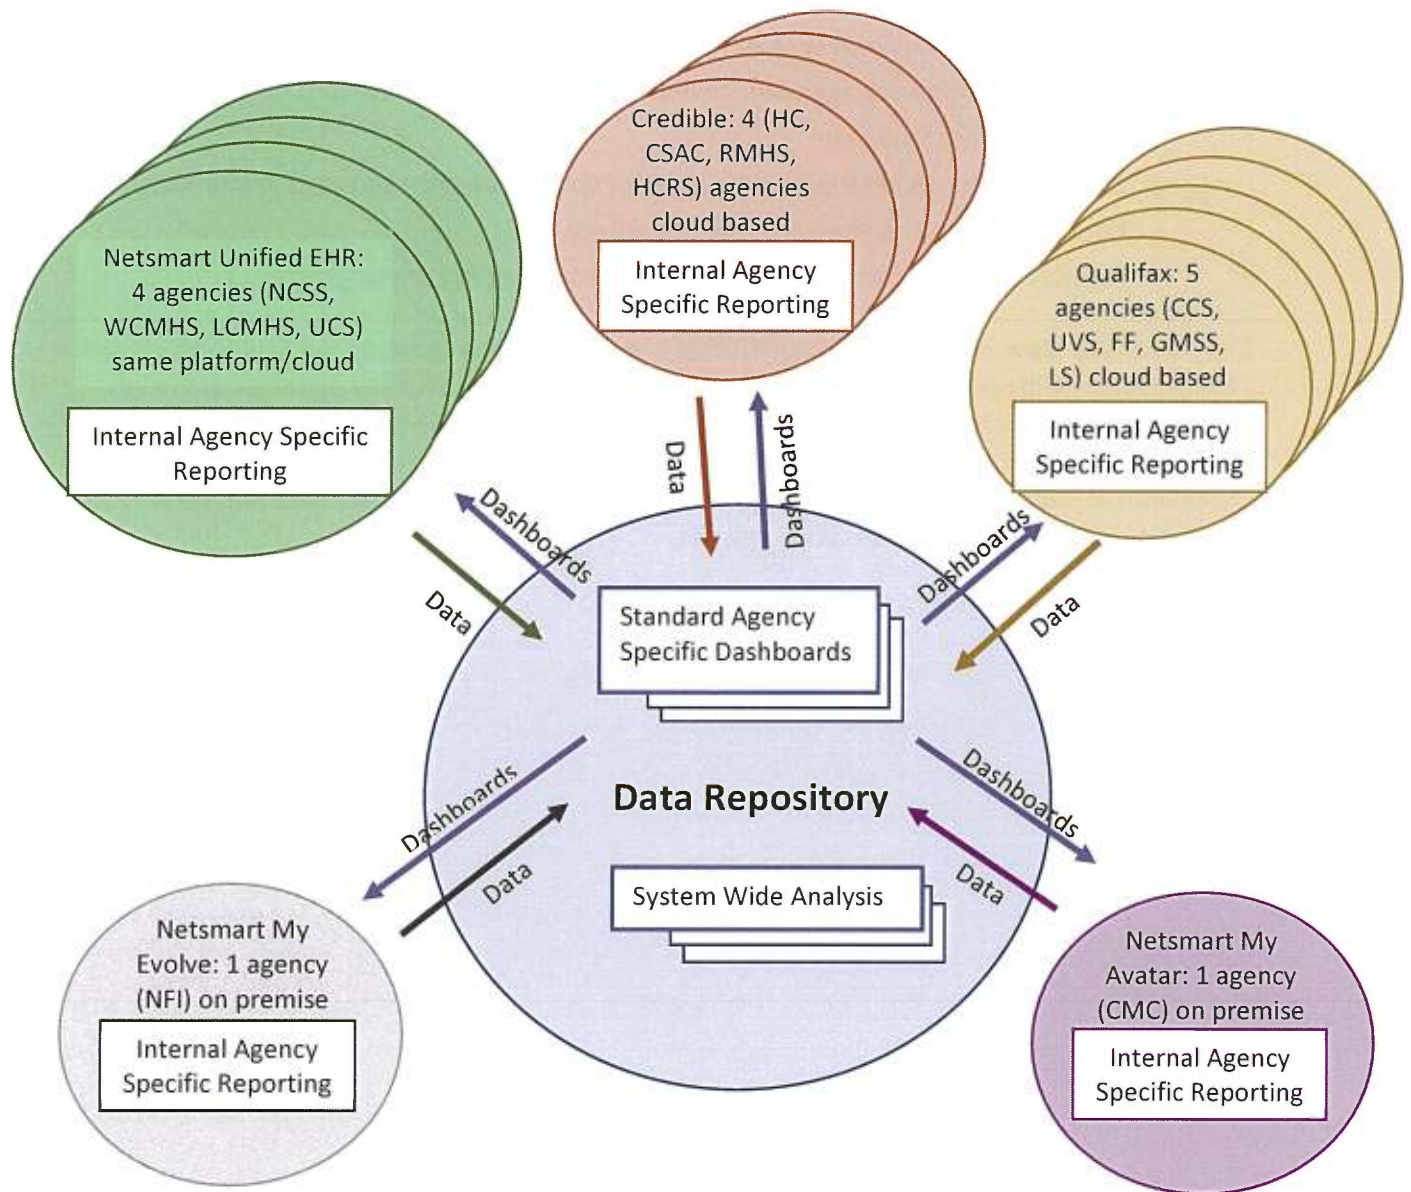 Credible: 4 (HC,
CSAC, RMHS,
HCRS) agencies
cloud based
Internal Agency
Specific Reporting
Netsmart Unified EHR:
4 agencies (NCSS,
WCMHS, LCMHS, UCS)
same platform/cloud
Internal Agency Specific
Reporting
Qualifax: 5
agencies (CCS,
UVS, FF, GMSS,
LS) cloud based
Internal Agency
Specific Reporting
Dashboards
Data
Data
Dashboards
Dashboards
Data
Standard Agency
Specific Dashboards
Dashboards
Data
Data Repository
Dashboards
Data
System Wide Analysis
Netsmart My
Evolve: 1 agency
(NFI) on premise
Internal Agency
Specific Reporting
Netsmart My
Avatar: 1 agency
(CMC) on premise
Internal Agency
Specific Reporting